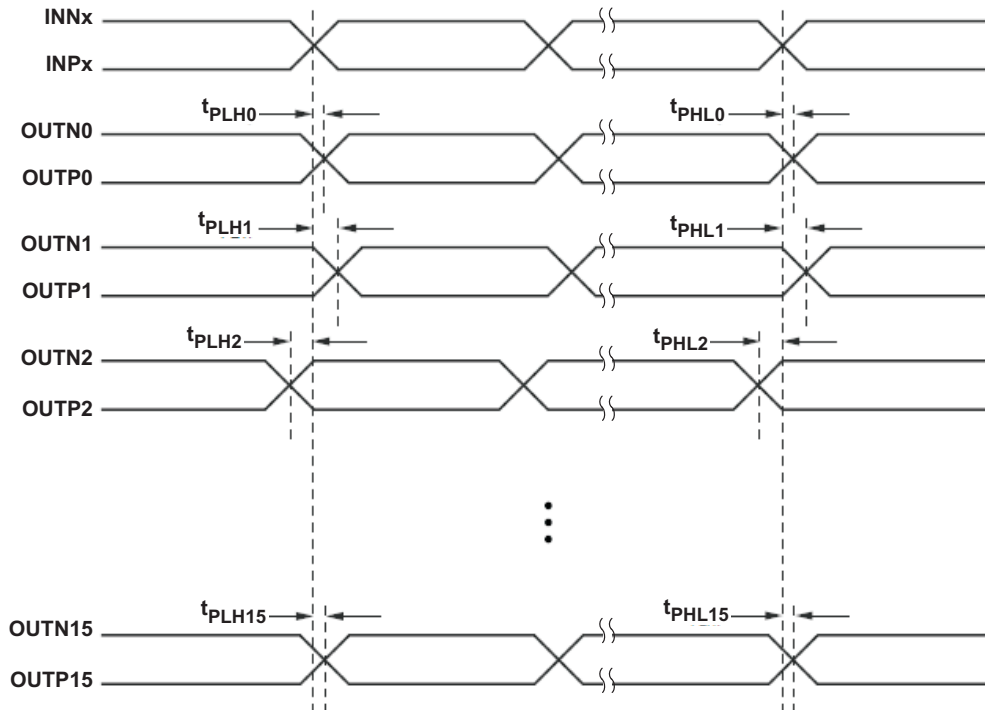 INNx
INPx
tPLH0 tPHL0
OUTN0
OUTP0
tPLH1 tPHL1
OUTN1
OUTP1
tPLH2 tPHL2
OUTN2
OUTP2
tPLH15 tPHL15
OUTN15
OUTP15